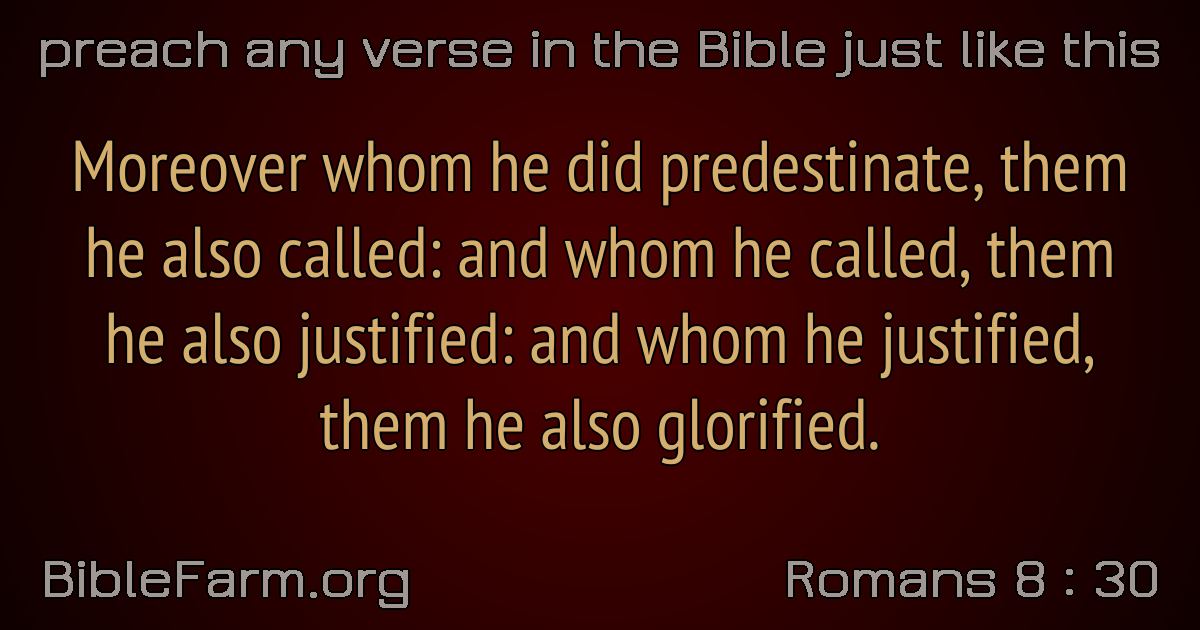 preach any verse in the Bible just like this
Moreover whom he did predestinate, them
he also called: and whom he called, them
he also justified: and whom he justified,
them he also glorified.
BibleFarm.org
Romans 8 : 30